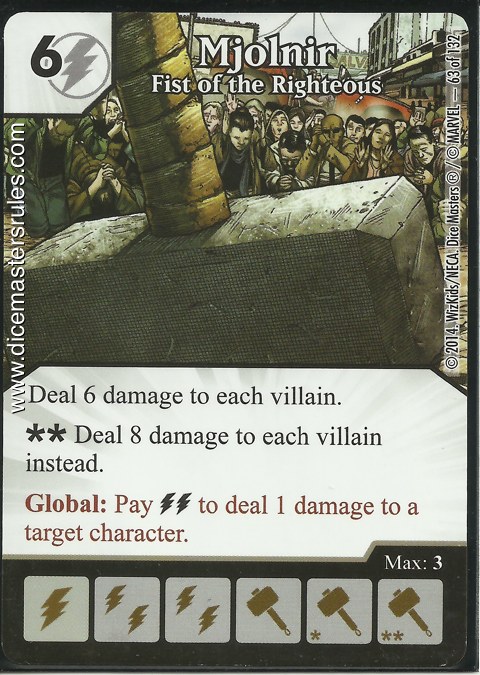 6
Mjolnir
Fist of the Righteous
www.dicemastersrules.com
© 2014. WizKids/NECA. Dice Masters ® / © MARVEL — 63 of 132
Deal 6 damage to each villain.
** Deal 8 damage to each villain
instead.
Global: Pay to deal 1 damage to a
target character.
Max: 3
*
**